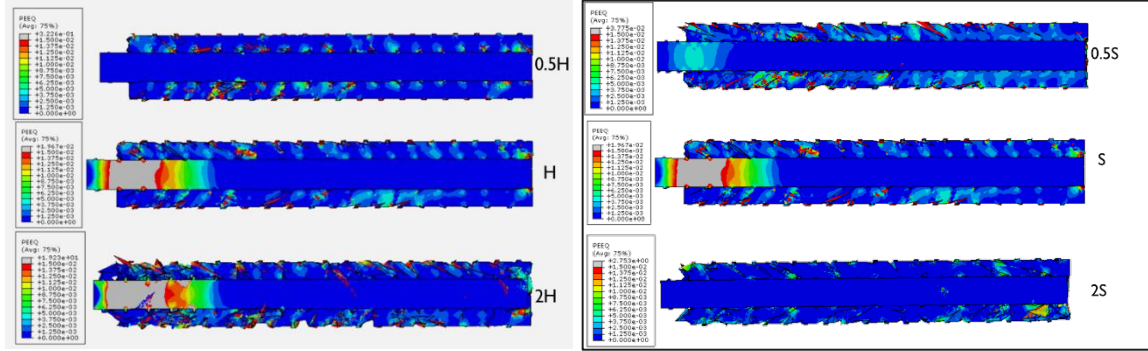 PEEQ
(Avg: 75%)
+3.226e-01
+1.500e-02
+1.375e-02
+1.250e-02
+1.125e-02
+1.000e-02
+8.750e-03
+7.500e-03
+6.250e-03
+5.000e-03
+3.750e-03
+2.500e-03
+1.250e-03
+0.000e+00
0.5H
PEEQ
(Avg: 75%)
+1.967e-02
+1.500e-02
+1.375e-02
+1.250e-02
+1.125e-02
+1.000e-02
+8.750e-03
+7.500e-03
+6.250e-03
+5.000e-03
+3.750e-03
+2.500e-03
+1.250e-03
+0.000e+00
H
PEEQ
(Avg: 75%)
+1.923e+01
+1.500e-02
+1.375e-02
+1.250e-02
+1.125e-02
+1.000e-02
+8.750e-03
+7.500e-03
+6.250e-03
+5.000e-03
+3.750e-03
+2.500e-03
+1.250e-03
+0.000e+00
2H
PEEQ
(Avg: 75%)
+3.775e-02
+1.500e-02
+1.375e-02
+1.250e-02
+1.125e-02
+1.000e-02
+8.750e-03
+7.500e-03
+6.250e-03
+5.000e-03
+3.750e-03
+2.500e-03
+1.250e-03
+0.000e+00
0.5S
PEEQ
(Avg: 75%)
+1.967e-02
+1.500e-02
+1.375e-02
+1.250e-02
+1.125e-02
+1.000e-02
+8.750e-03
+7.500e-03
+6.250e-03
+5.000e-03
+3.750e-03
+2.500e-03
+1.250e-03
+0.000e+00
S
PEEQ
(Avg: 75%)
+2.753e+00
+1.500e-02
+1.375e-02
+1.250e-02
+1.125e-02
+1.000e-02
+8.750e-03
+7.500e-03
+6.250e-03
+5.000e-03
+3.750e-03
+2.500e-03
+1.250e-03
+0.000e+00
2S